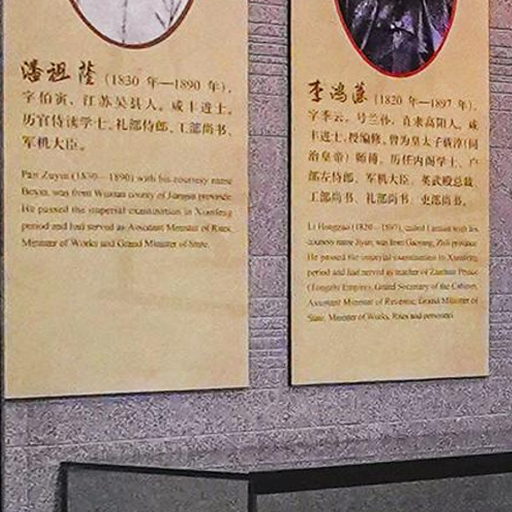 潘祖荫 (1830 年—1890 年),
字伯寅, 江苏吴县人。咸丰进士。
历官侍读学士、礼部侍郎、工部尚书、
军机大臣。
Pan Zuyin (1830—1890) with his courtesy name
Boyin, was from Wuxian county of Jiangsu province.
He passed the imperial examination in Xianfeng
period and had served as Assistant Minister of Rites,
Minister of Works and Grand Minister of State.
李鸿藻 (1820 年—1897 年),
字季云, 号兰孙, 直隶高阳人。咸
丰进士, 授编修, 曾为皇太子载淳(同
治皇帝) 师傅, 历任内阁学士、户
部左侍郎、军机大臣、英武殿总裁、
工部尚书、礼部尚书、吏部尚书。
Li Hongzao (1820—1897), called Lansun with his
courtesy name Jiyun, was from Gaoyang, Zhili province.
He passed the imperial examination in Xianfeng
period and had served as teacher of Zaichun Prince
(Tongzhi Empire), Grand Secretary of the Cabinet,
Assistant Minister of Revenue, Grand Minister of
State, Minister of Works, Rites and personnel.